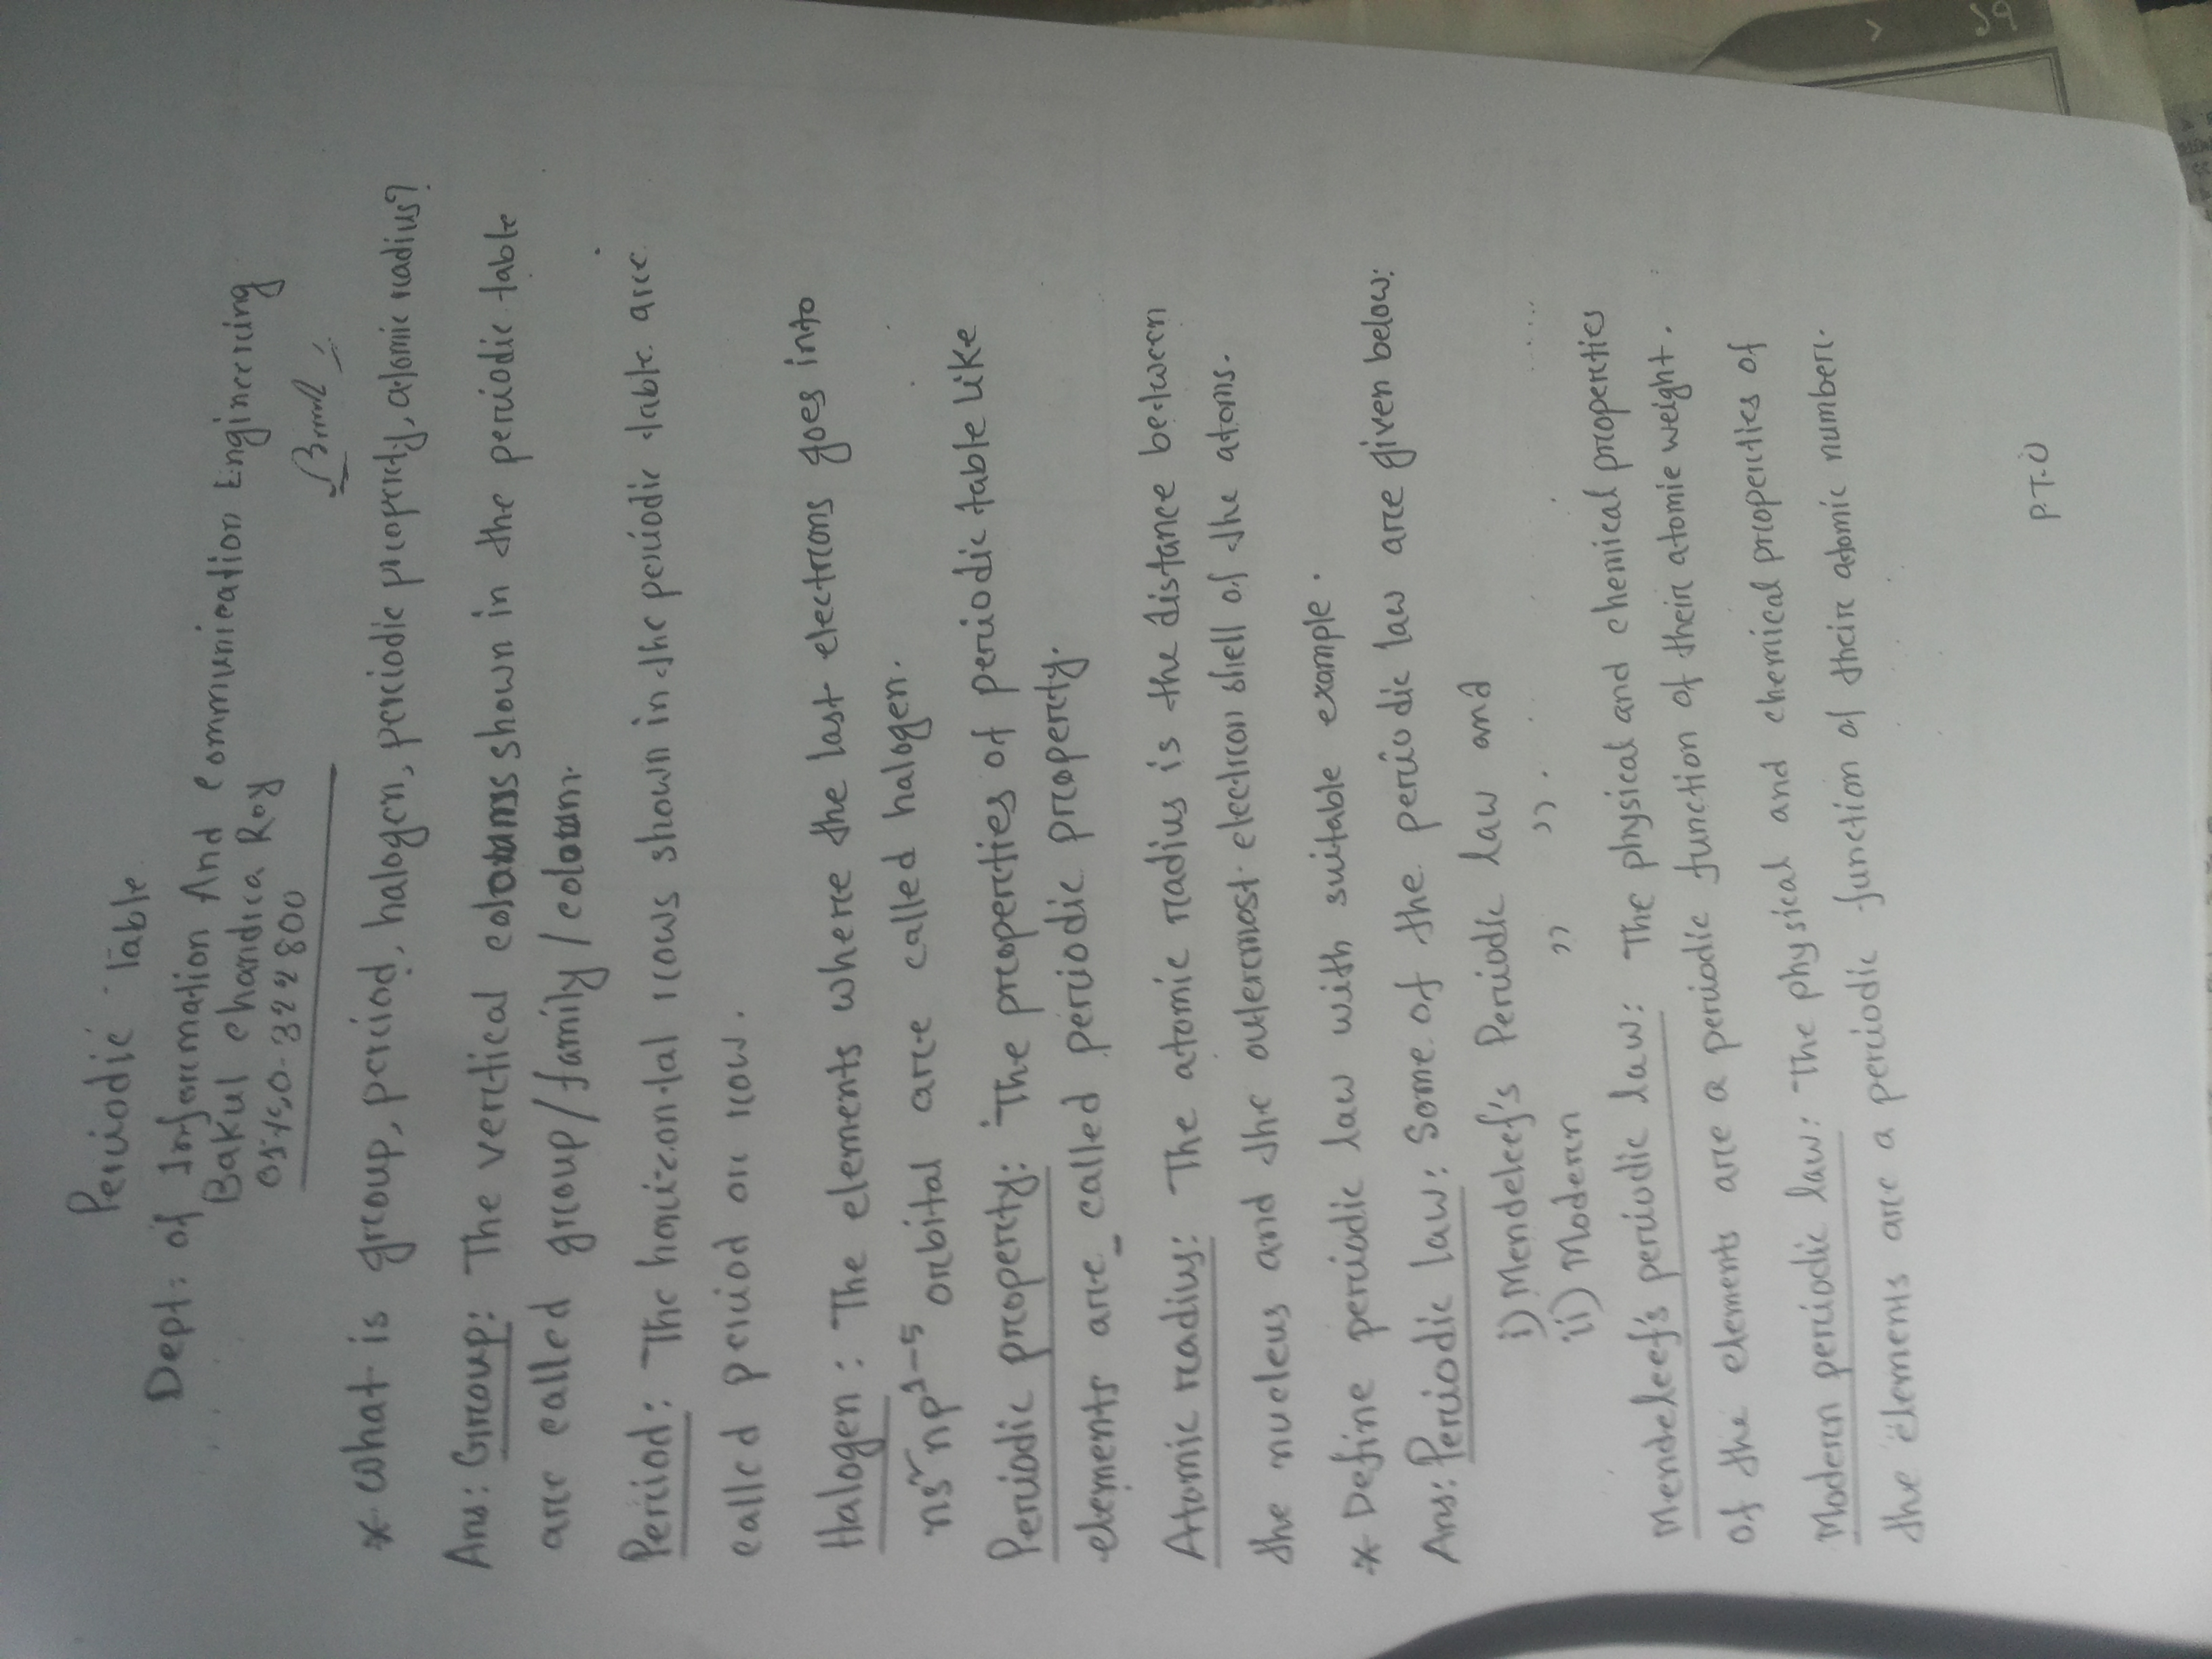 Periodic Table
Dept: of Information And Communication Engineering
Bakul Chandra Roy
322800
* What is group, period, halogen, periodic property, atomic radius?
Ans: Group: The vertical shown in the periodic table
are called group/family/
Period: The horizontal rows shown in the periodic table are
called period or row.
Halogen: The elements where the last electrons goes into
ns² np¹⁻⁵ orbital are called halogen.
Periodic property: The properties of periodic table like
elements are called periodic property.
Atomic radius: The atomic radius is the distance between
the nucleus and the outermost electron shell of the atoms.
* Define periodic law with suitable example.
Ans: Periodic law: Some of the periodic law are given below:
i) Mendeleef's Periodic law and
ii) Modern " ".
Mendeleef's periodic law: The physical and chemical properties
of the elements are a periodic function of their atomic weight.
Modern periodic law: The physical and chemical properties of
the elements are a periodic function of their atomic number.
P.T.O